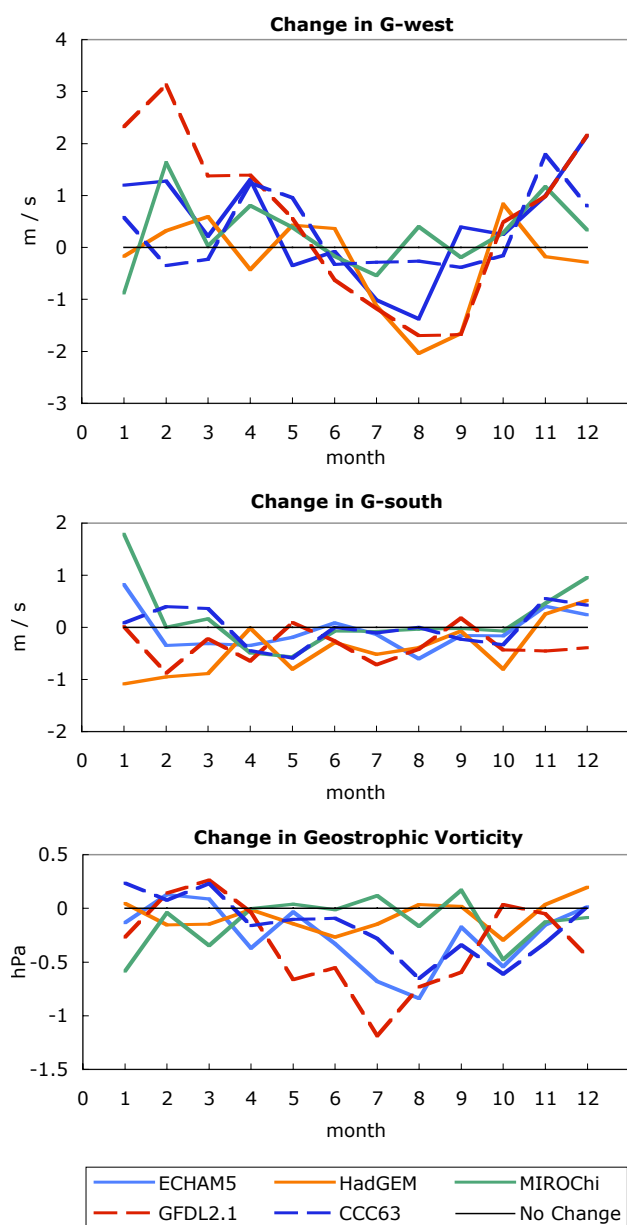 Change in G-west
4
3
2
1
0
-1
-2
-3
m / s
0 1 2 3 4 5 6 7 8 9 10 11 12
month
Change in G-south
2
1
0
-1
-2
m / s
0 1 2 3 4 5 6 7 8 9 10 11 12
month
Change in Geostrophic Vorticity
0.5
0
-0.5
-1
-1.5
hPa
0 1 2 3 4 5 6 7 8 9 10 11 12
month
ECHAM5 HadGEM MIROChi
GFDL2.1 CCC63 No Change